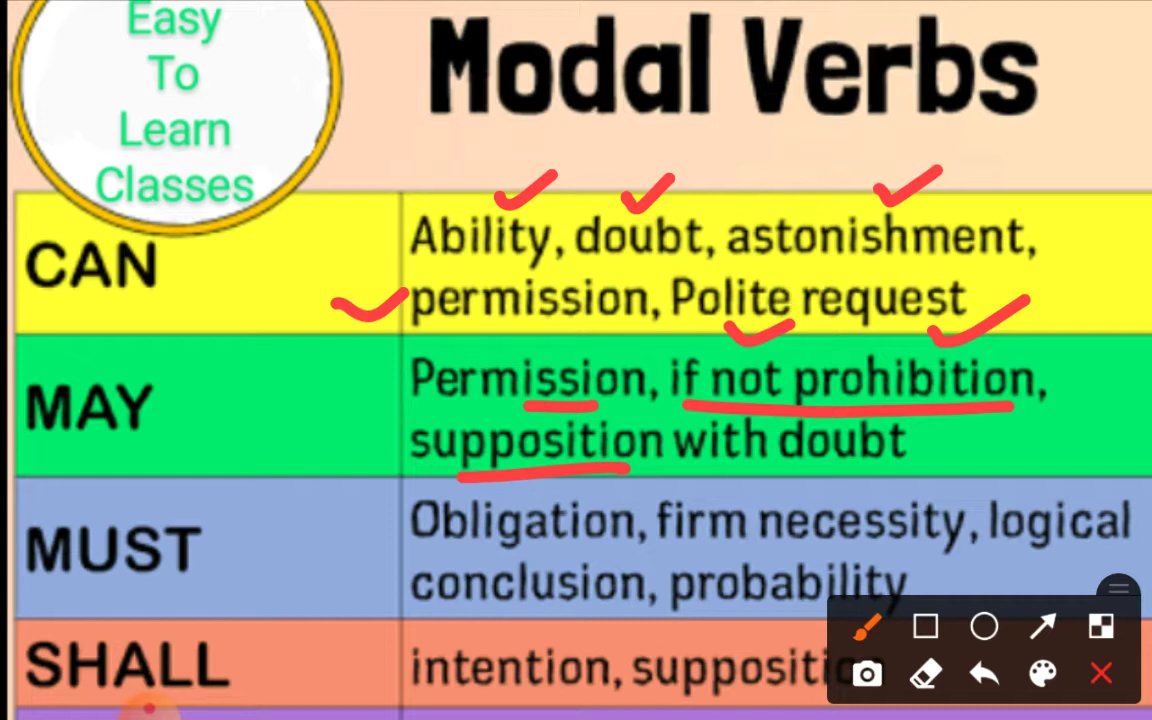 Easy
To
Learn
Classes
Modal Verbs
CAN
Ability, doubt, astonishment,
permission, Polite request
MAY
Permission, if not prohibition,
supposition with doubt
MUST
Obligation, firm necessity, logical
conclusion, probability
SHALL
intention,